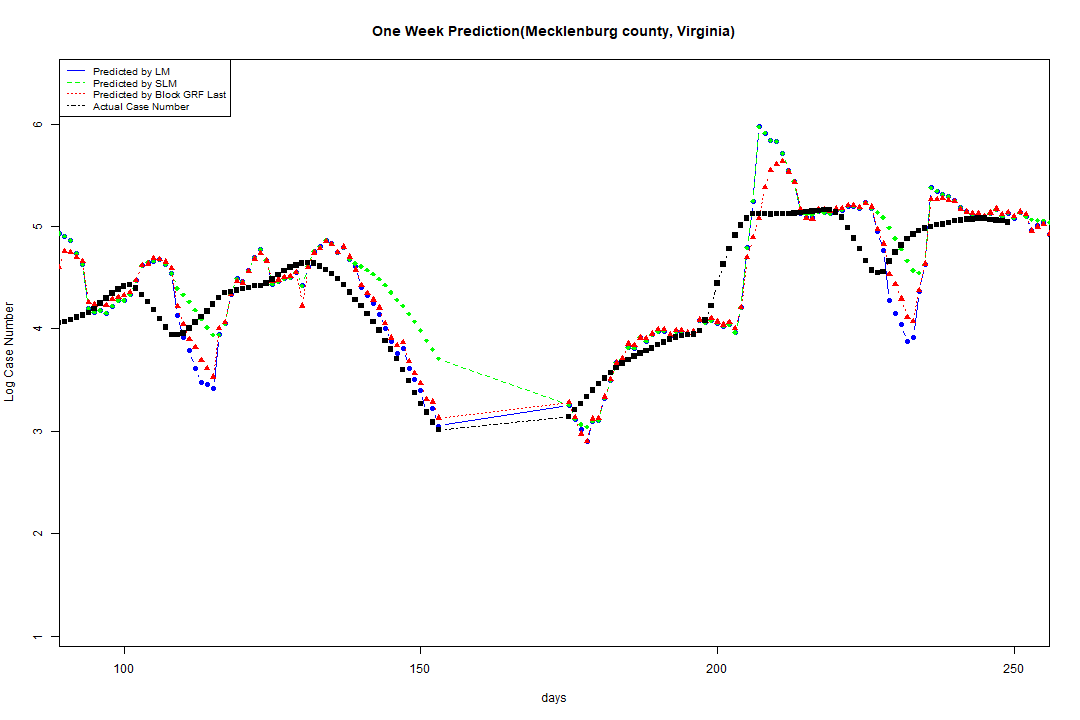 One Week Prediction(Mecklenburg county, Virginia)
Predicted by LM
Predicted by SLM
Predicted by Block GRF Last
Actual Case Number
6
5
4
3
2
1
Log Case Number
100 150 200 250
days